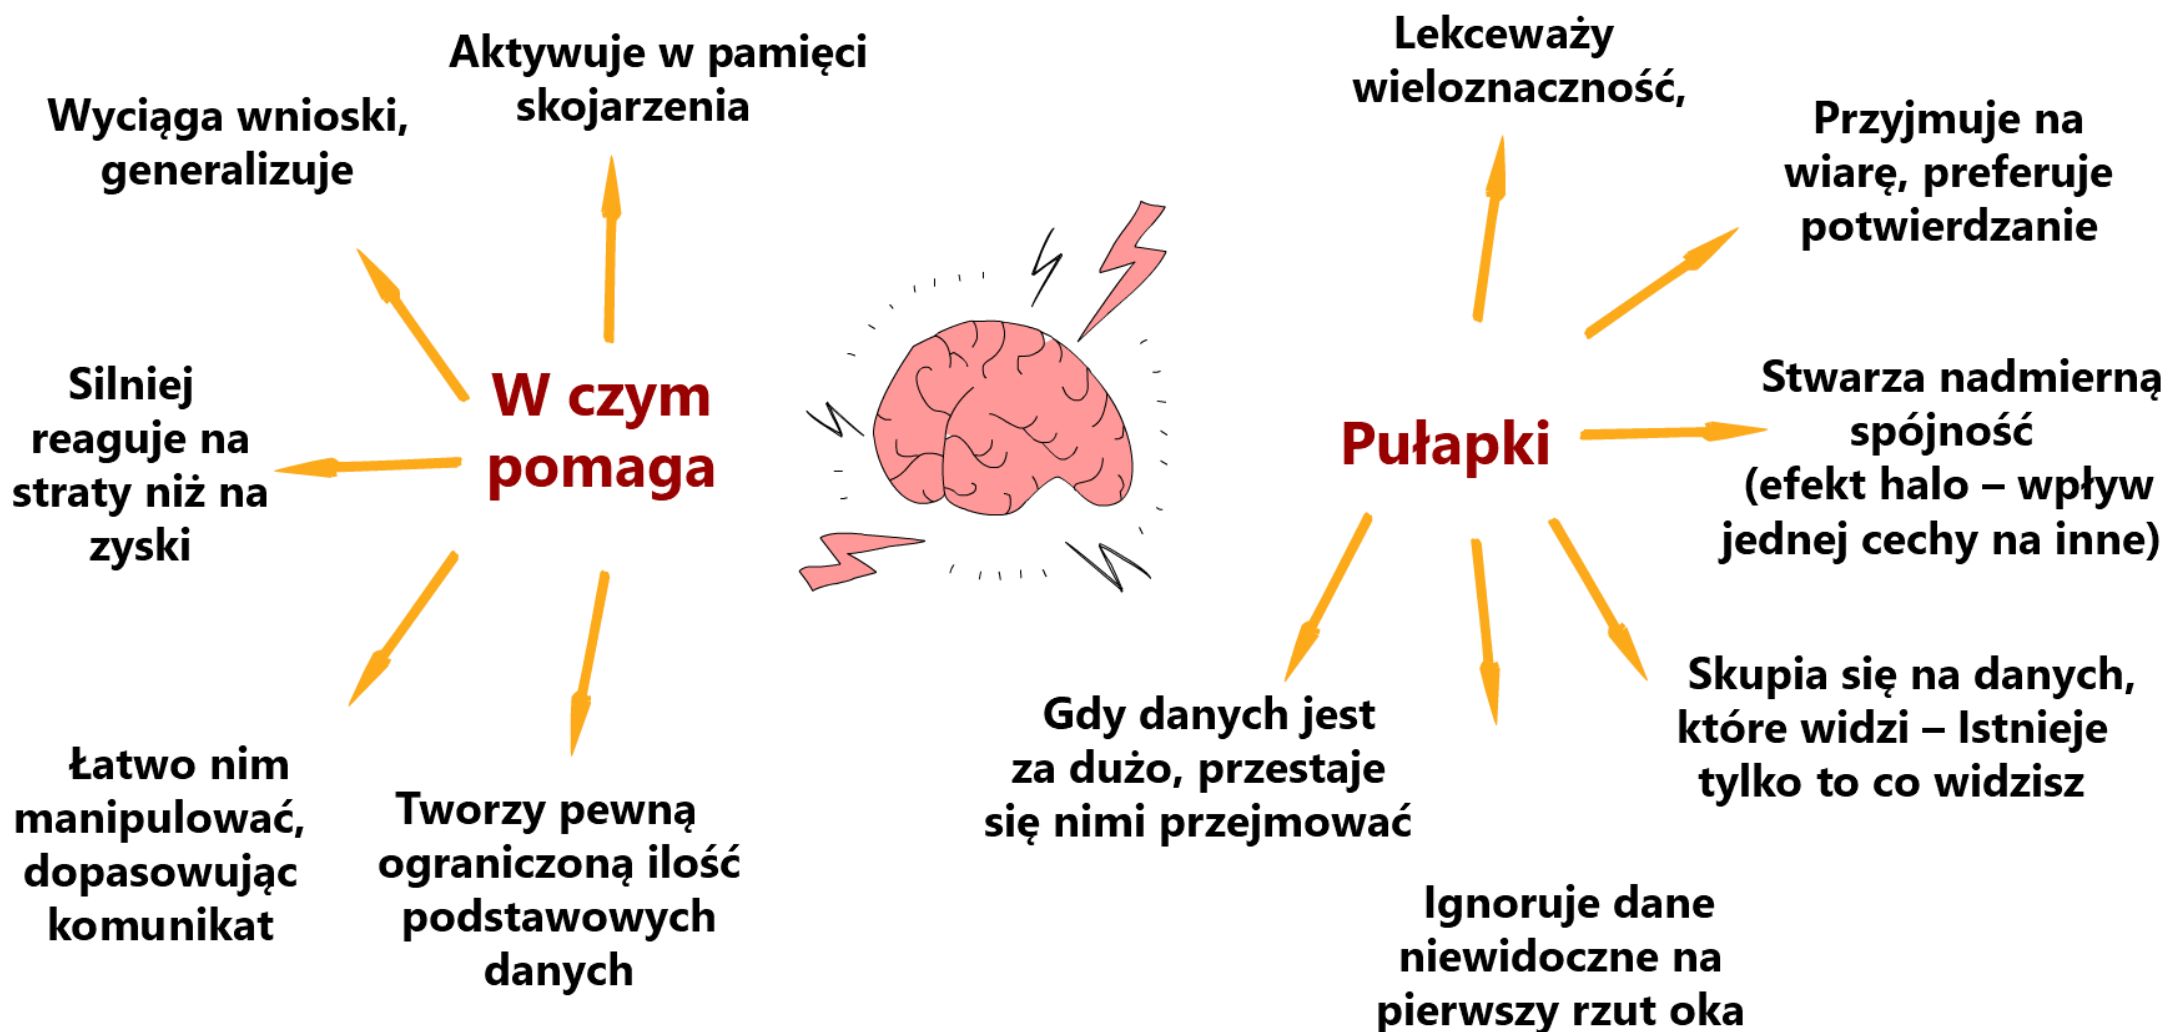 Aktywuje w pamięci
skojarzenia
Wyciąga wnioski,
generalizuje
Silniej
reaguje na
straty niż na
zyski
W czym
pomaga
Łatwo nim
manipulować,
dopasowując
komunikat
Tworzy pewną
ograniczoną ilość
podstawowych
danych
Lekceważy
wieloznaczność,
Przyjmuje na
wiarę, preferuje
potwierdzanie
Pułapki
Stwarza nadmierną
spójność
(efekt halo – wpływ
jednej cechy na inne)
Skupia się na danych,
które widzi – Istnieje
tylko to co widzisz
Gdy danych jest
za dużo, przestaje
się nimi przejmować
Ignoruje dane
niewidoczne na
pierwszy rzut oka